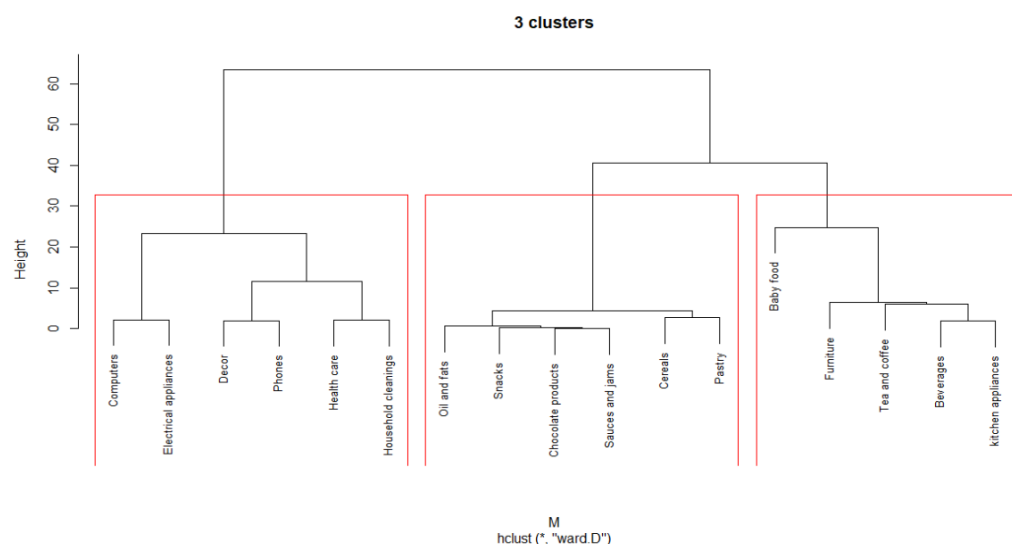 3 clusters
Height
60
50
40
30
20
10
0
Computers
Electrical appliances
Decor
Phones
Health care
Household cleanings
Oil and fats
Snacks
Chocolate products
Sauces and jams
Cereals
Pastry
Baby food
Furniture
Tea and coffee
Beverages
kitchen appliances
M
hclust (*, "ward.D")